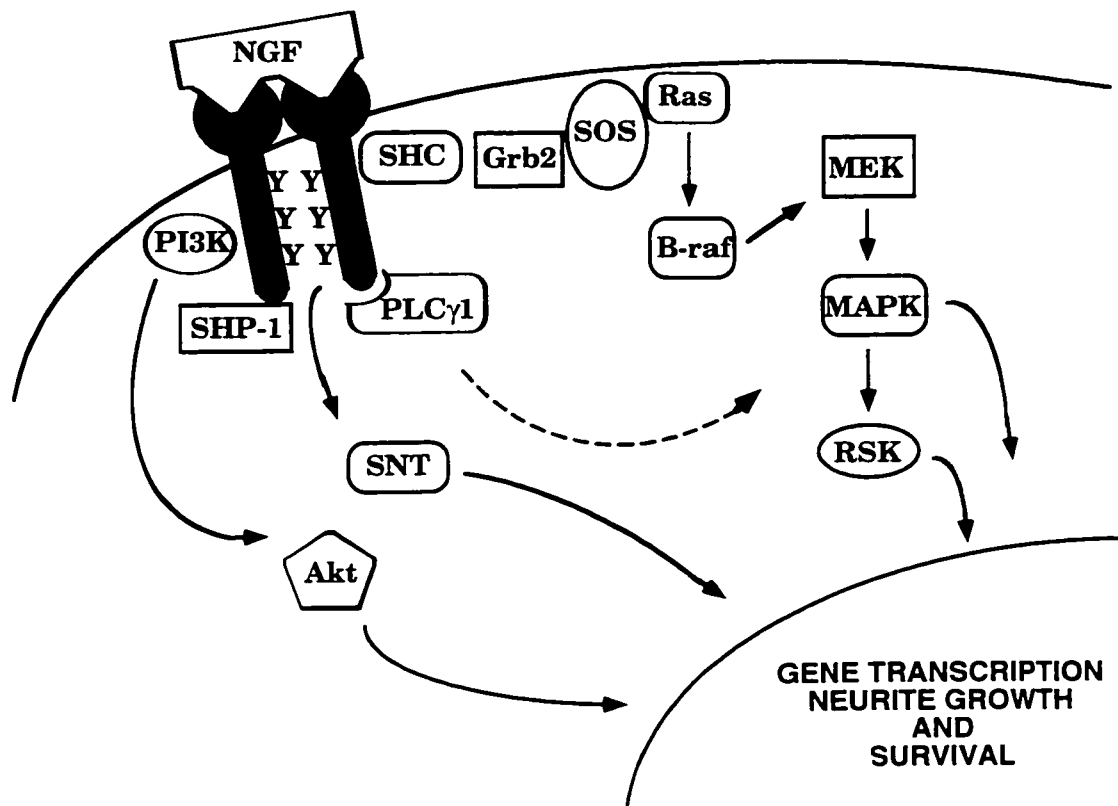 NGF
Ras
SOS
SHC
Grb2
MEK
Y Y
Y Y
Y Y
PI3K
B-raf
SHP-1
PLCγ1
MAPK
SNT
RSK
Akt
GENE TRANSCRIPTION
NEURITE GROWTH
AND
SURVIVAL